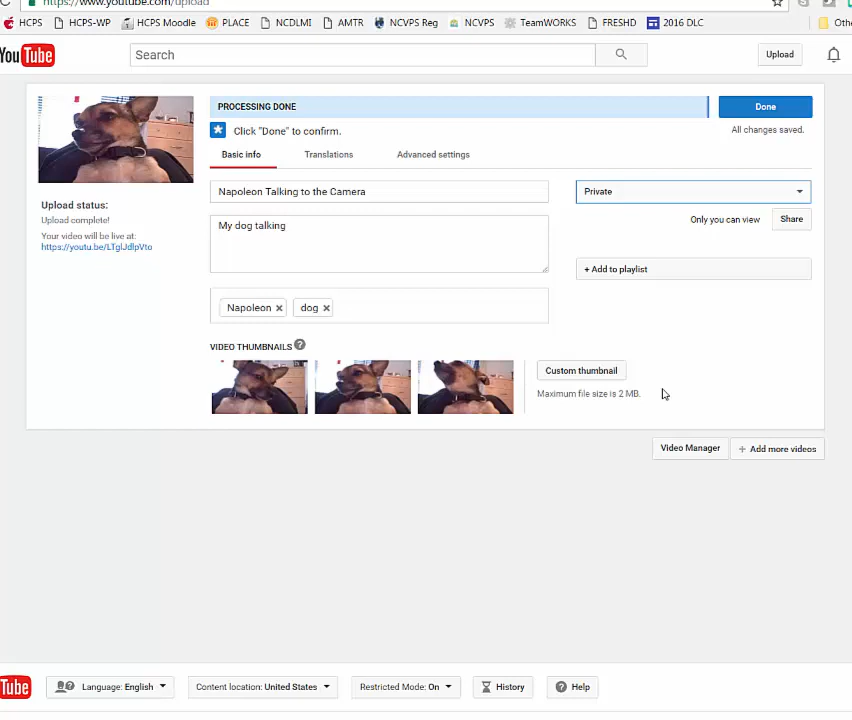 https://www.youtube.com/upload
HCPS HCPS-WP HCPS Moodle PLACE NCDLMI AMTR NCVPS Reg NCVPS TeamWORKS FRESHD 2016 DLC Othe
YouTube Search Upload
PROCESSING DONE Done
Click "Done" to confirm. All changes saved.
Basic info Translations Advanced settings
Napoleon Talking to the Camera Private
Upload status:
Upload complete!
Your video will be live at:
https://youtu.be/LTglJdlpVto
My dog talking
Only you can view Share
+ Add to playlist
Napoleon × dog ×
VIDEO THUMBNAILS ?
Custom thumbnail
Maximum file size is 2 MB.
Video Manager + Add more videos
Tube Language: English Content location: United States Restricted Mode: On History ? Help